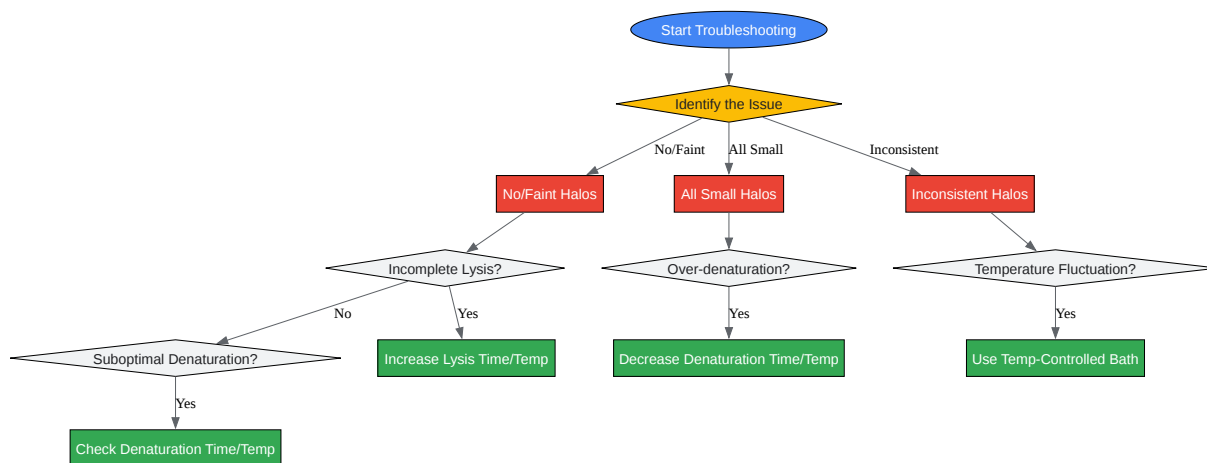 Start Troubleshooting
Identify the Issue
No/Faint
All Small
Inconsistent
No/Faint Halos
All Small Halos
Inconsistent Halos
Incomplete Lysis?
Over-denaturation?
Temperature Fluctuation?
No
Yes
Yes
Yes
Suboptimal Denaturation?
Increase Lysis Time/Temp
Decrease Denaturation Time/Temp
Use Temp-Controlled Bath
Yes
Check Denaturation Time/Temp